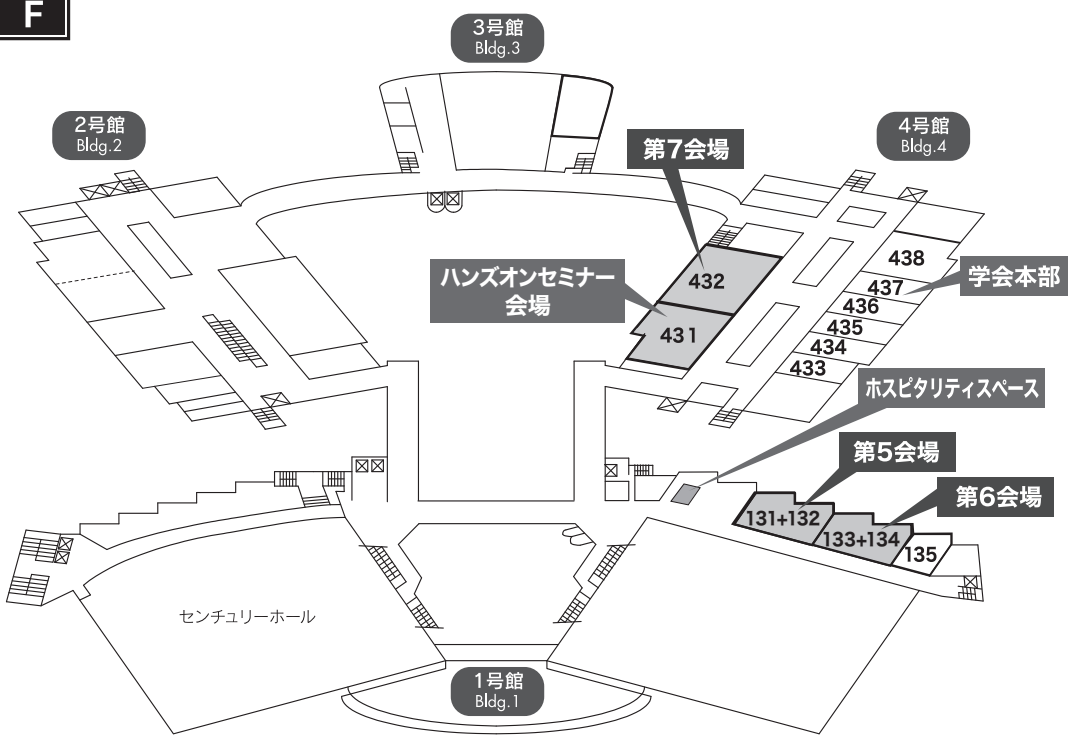 F
3号館
Bldg.3
2号館
Bldg.2
4号館
Bldg.4
第7会場
438
432
ハンズオンセミナー
会場
437
学会本部
436
431
435
434
433
ホスピタリティスペース
第5会場
第6会場
131+132
133+134
135
センチュリーホール
1号館
Bldg.1